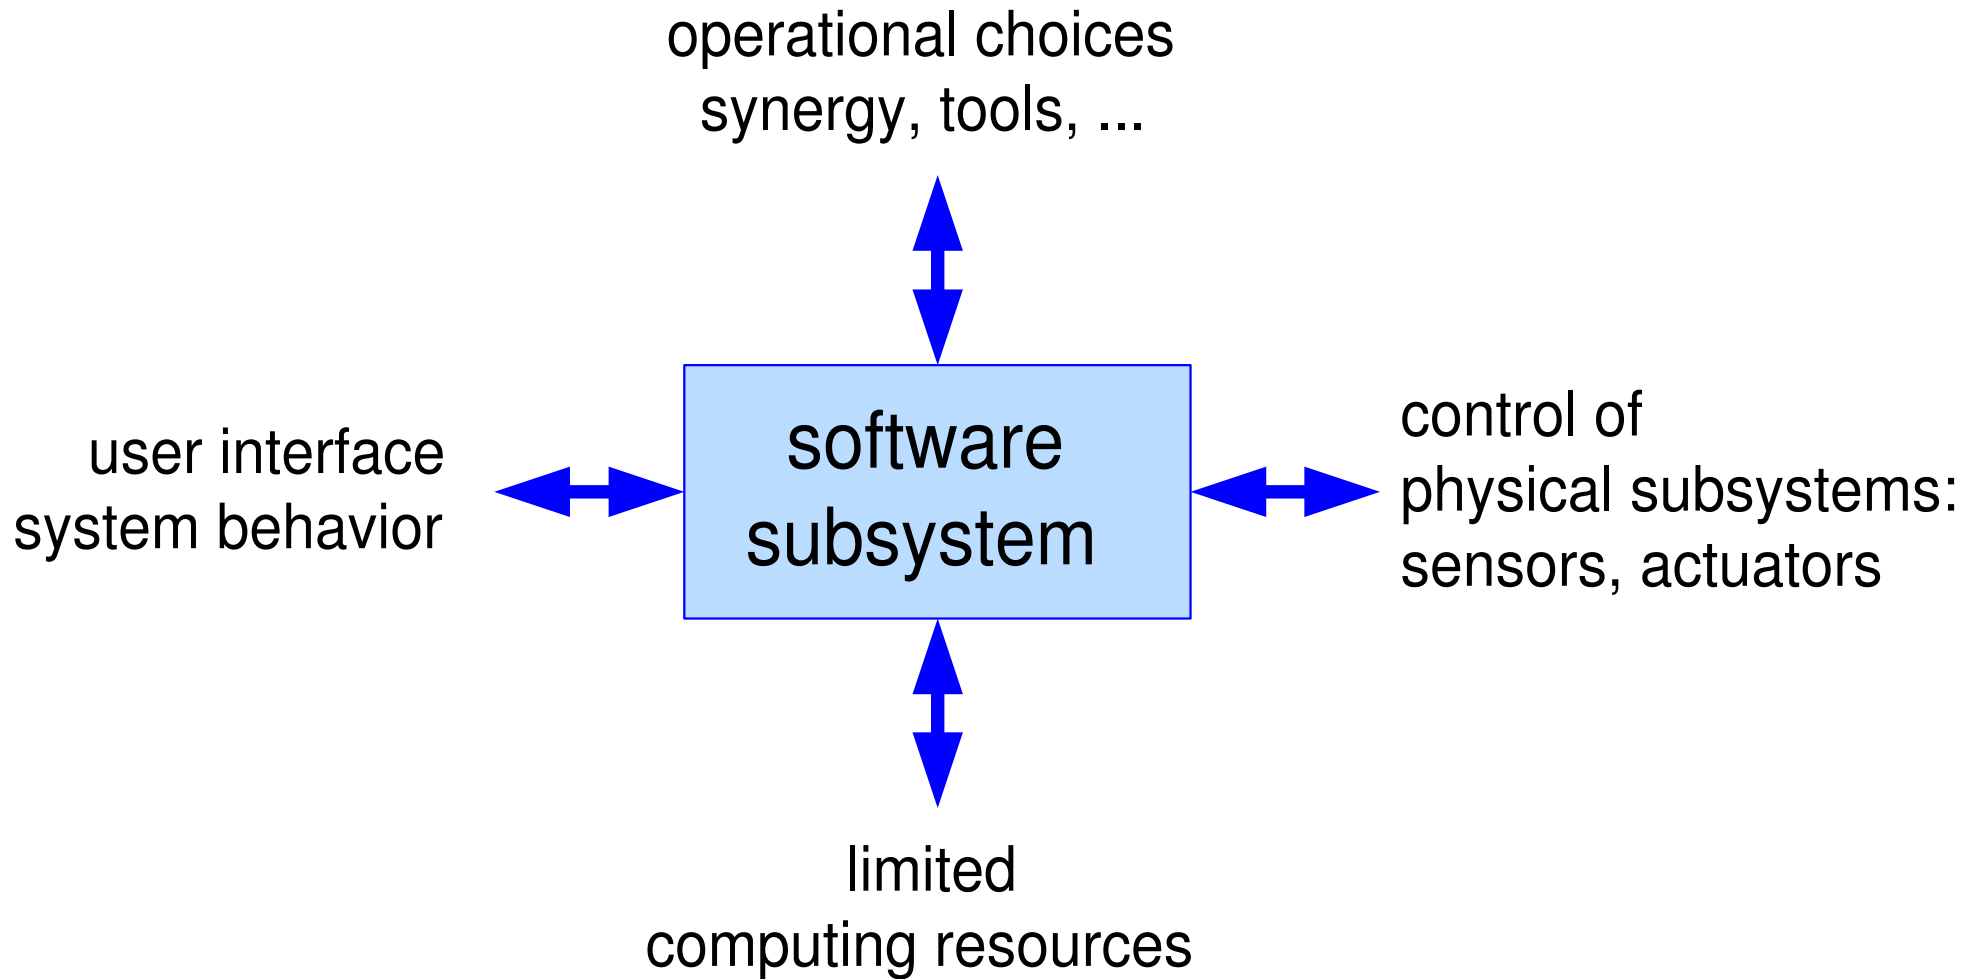 operational choices
synergy, tools, ...
user interface
system behavior
software
subsystem
control of
physical subsystems:
sensors, actuators
limited
computing resources